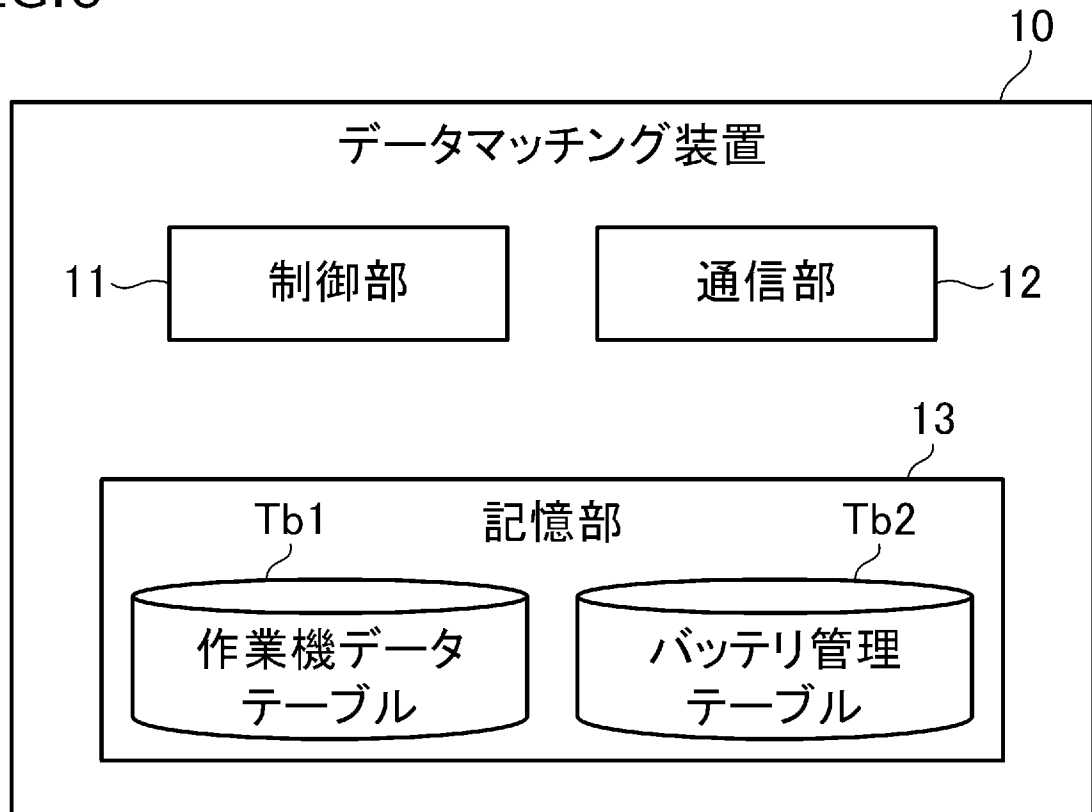 10
データマッチング装置
11
制御部
通信部
12
13
Tb1
記憶部
Tb2
作業機データ
テーブル
バッテリ管理
テーブル